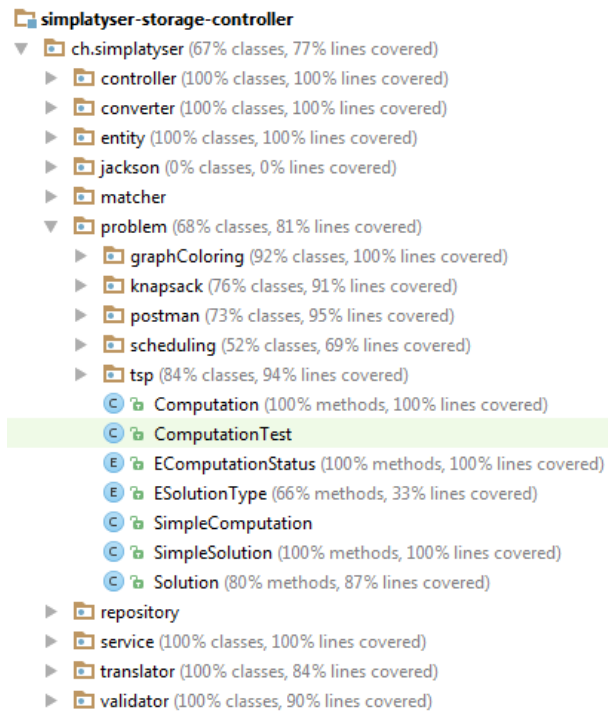 simplatyser-storage-controller
ch.simplatyser (67% classes, 77% lines covered)
controller (100% classes, 100% lines covered)
converter (100% classes, 100% lines covered)
entity (100% classes, 100% lines covered)
jackson (0% classes, 0% lines covered)
matcher
problem (68% classes, 81% lines covered)
graphColoring (92% classes, 100% lines covered)
knapsack (76% classes, 91% lines covered)
postman (73% classes, 95% lines covered)
scheduling (52% classes, 69% lines covered)
tsp (84% classes, 94% lines covered)
C Computation (100% methods, 100% lines covered)
C ComputationTest
E EComputationStatus (100% methods, 100% lines covered)
E ESolutionType (66% methods, 33% lines covered)
C SimpleComputation
C SimpleSolution (100% methods, 100% lines covered)
C Solution (80% methods, 87% lines covered)
repository
service (100% classes, 100% lines covered)
translator (100% classes, 84% lines covered)
validator (100% classes, 90% lines covered)